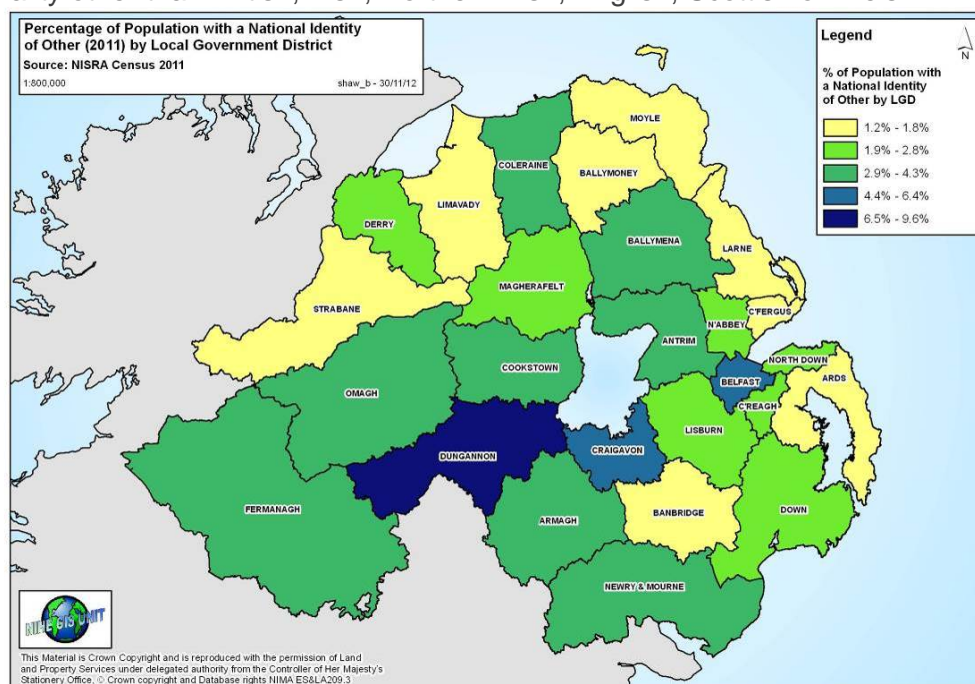 Percentage of Population with a National Identity
of Other (2011) by Local Government District
Source: NISRA Census 2011
1:800,000 shaw_b - 30/11/12
Legend
N
% of Population with
a National Identity
of Other by LGD
1.2% - 1.8%
1.9% - 2.8%
2.9% - 4.3%
4.4% - 6.4%
6.5% - 9.6%
MOYLE
COLERAINE
BALLYMONEY
LIMAVADY
DERRY
BALLYMENA
LARNE
MAGHERAFELT
STRABANE
C'FERGUS
N'ABBEY
ANTRIM
NORTH DOWN
COOKSTOWN
ARDS
BELFAST
OMAGH
C'REAGH
LISBURN
CRAIGAVON
DUNGANNON
FERMANAGH
DOWN
BANBRIDGE
ARMAGH
NEWRY & MOURNE
NIHE GIS UNIT
This Material is Crown Copyright and is reproduced with the permission of Land
and Property Services under delegated authority from the Controller of Her Majesty's
Stationery Office, © Crown copyright and Database rights NIMA ES&LA209.3